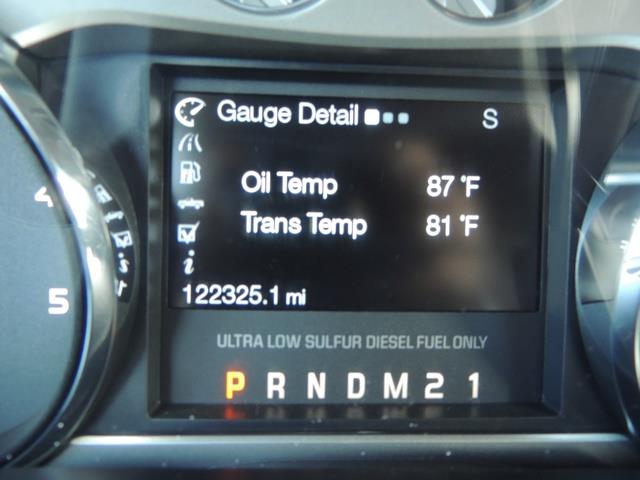 Gauge Detail
S
Oil Temp 87 °F
Trans Temp 81 °F
122325.1 mi
4
5
ULTRA LOW SULFUR DIESEL FUEL ONLY
P R N D M 2 1